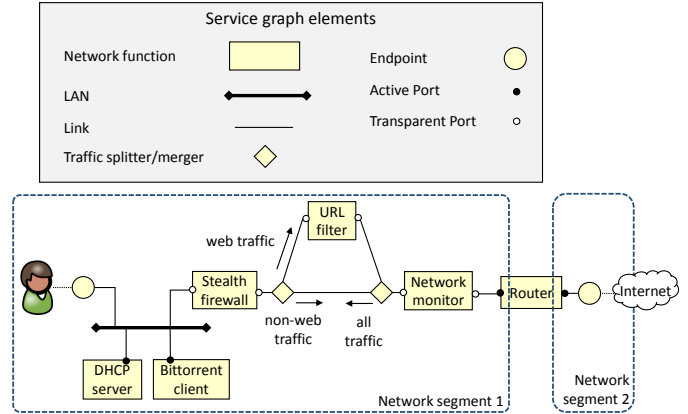 Service graph elements
Network function
LAN
Link
Traffic splitter/merger
Endpoint
Active Port
Transparent Port
URL
filter
web traffic
Stealth
firewall
non-web
traffic
all
traffic
Network
monitor
Router
Internet
DHCP
server
Bittorrent
client
Network segment 1
Network
segment 2